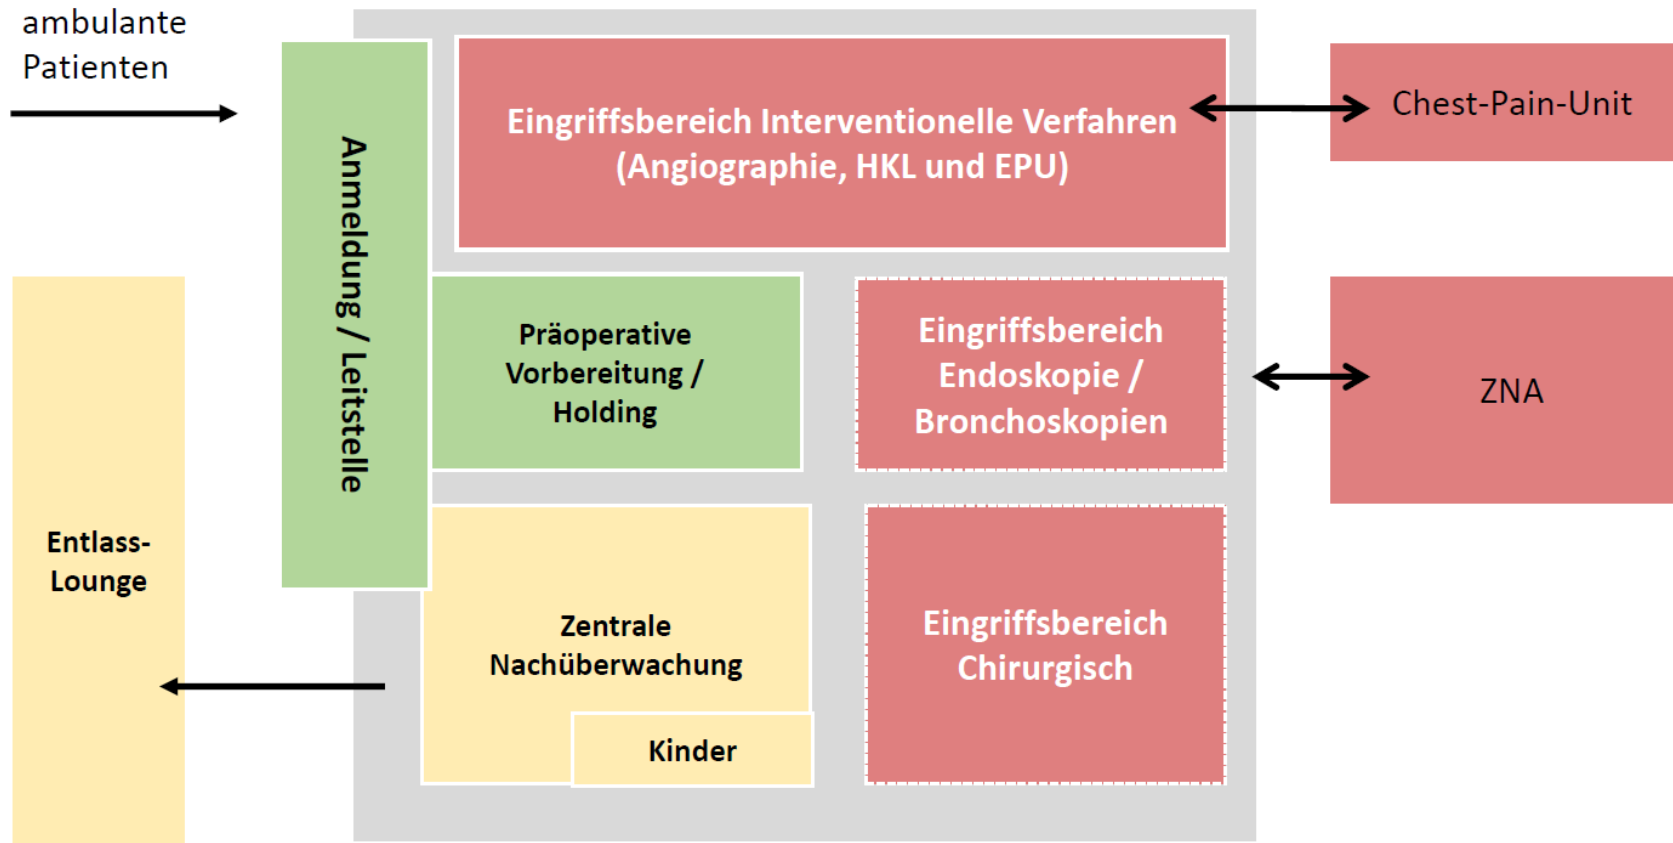 ambulante
Patienten
Anmeldung / Leitstelle
Eingriffsbereich Interventionelle Verfahren
(Angiographie, HKL und EPU)
Chest-Pain-Unit
Präoperative
Vorbereitung /
Holding
Eingriffsbereich
Endoskopie /
Bronchoskopien
ZNA
Entlass-
Lounge
Zentrale
Nachüberwachung
Kinder
Eingriffsbereich
Chirurgisch